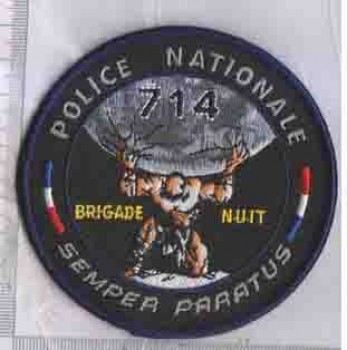 POLICE NATIONALE
714
BRIGADE NUIT
SEMPER PARATUS